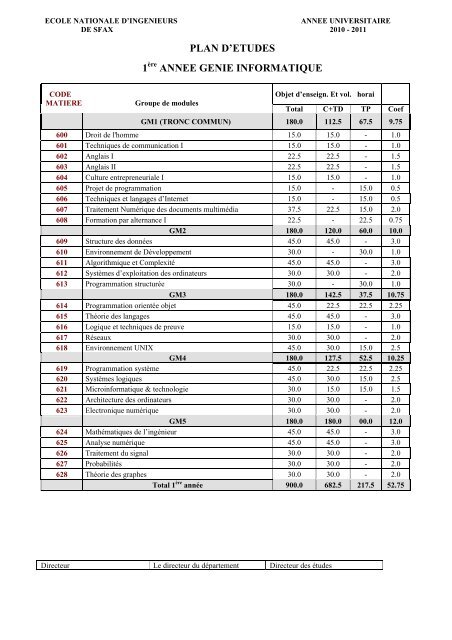 ECOLE NATIONALE D'INGENIEURS ANNEE UNIVERSITAIRE
DE SFAX 2010 - 2011
PLAN D'ETUDES
1ère ANNEE GENIE INFORMATIQUE
CODE MATIERE Groupe de modules Objet d'enseign. Et vol. horai
Total C+TD TP Coef
GM1 (TRONC COMMUN) 180.0 112.5 67.5 9.75
600 Droit de l'homme 15.0 15.0 - 1.0
601 Techniques de communication I 15.0 15.0 - 1.0
602 Anglais I 22.5 22.5 - 1.5
603 Anglais II 22.5 22.5 - 1.5
604 Culture entrepreneuriale I 15.0 15.0 - 1.0
605 Projet de programmation 15.0 - 15.0 0.5
606 Techniques et langages d'Internet 15.0 - 15.0 0.5
607 Traitement Numérique des documents multimédia 37.5 22.5 15.0 2.0
608 Formation par alternance I 22.5 - 22.5 0.75
GM2 180.0 120.0 60.0 10.0
609 Structure des données 45.0 45.0 - 3.0
610 Environnement de Développement 30.0 - 30.0 1.0
611 Algorithmique et Complexité 45.0 45.0 - 3.0
612 Systèmes d'exploitation des ordinateurs 30.0 30.0 - 2.0
613 Programmation structurée 30.0 - 30.0 1.0
GM3 180.0 142.5 37.5 10.75
614 Programmation orientée objet 45.0 22.5 22.5 2.25
615 Théorie des langages 45.0 45.0 - 3.0
616 Logique et techniques de preuve 15.0 15.0 - 1.0
617 Réseaux 30.0 30.0 - 2.0
618 Environnement UNIX 45.0 30.0 15.0 2.5
GM4 180.0 127.5 52.5 10.25
619 Programmation système 45.0 22.5 22.5 2.25
620 Systèmes logiques 45.0 30.0 15.0 2.5
621 Microinformatique & technologie 30.0 15.0 15.0 1.5
622 Architecture des ordinateurs 30.0 30.0 - 2.0
623 Electronique numérique 30.0 30.0 - 2.0
GM5 180.0 180.0 00.0 12.0
624 Mathématiques de l'ingénieur 45.0 45.0 - 3.0
625 Analyse numérique 45.0 45.0 - 3.0
626 Traitement du signal 30.0 30.0 - 2.0
627 Probabilités 30.0 30.0 - 2.0
628 Théorie des graphes 30.0 30.0 - 2.0
Total 1ère année 900.0 682.5 217.5 52.75
Directeur Le directeur du département Directeur des études